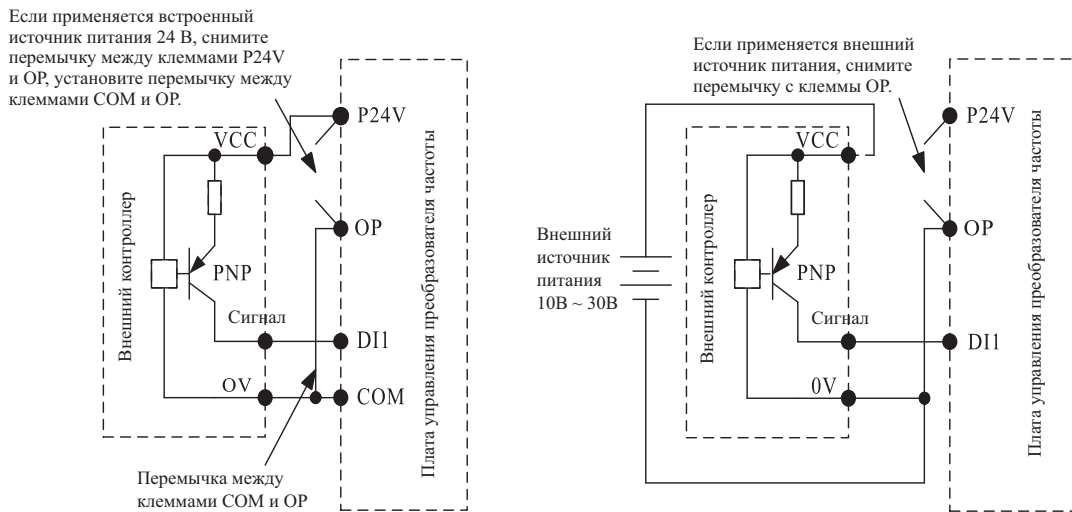 Если применяется встроенный
источник питания 24 В, снимите
перемычку между клеммами P24V
и OP, установите перемычку между
клеммами COM и OP.
P24V
VCC
OP
Внешний контроллер
PNP
Сигнал
DI1
OV
COM
Плата управления преобразователя частоты
Перемычка между
клеммами COM и OP
Если применяется внешний
источник питания, снимите
перемычку с клеммы OP.
P24V
VCC
OP
Внешний
источник
питания
10В ~ 30В
Внешний контроллер
PNP
Сигнал
DI1
0V
Плата управления преобразователя частоты